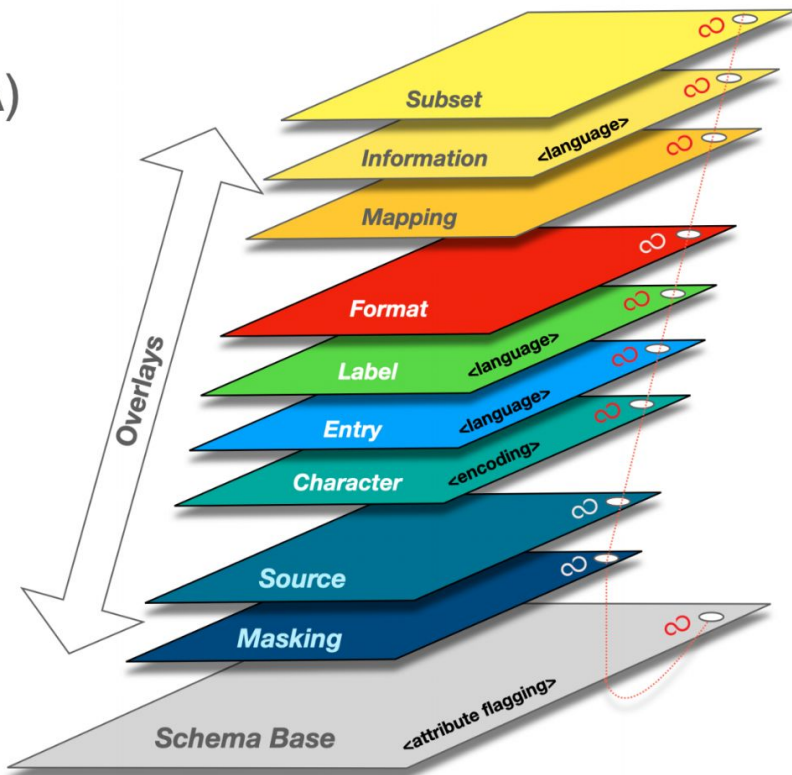 A)
Subset
Information <language>
Mapping
Format
Label <language>
Entry <language>
Character <encoding>
Source
Masking
Schema Base <attribute flagging>
Overlays